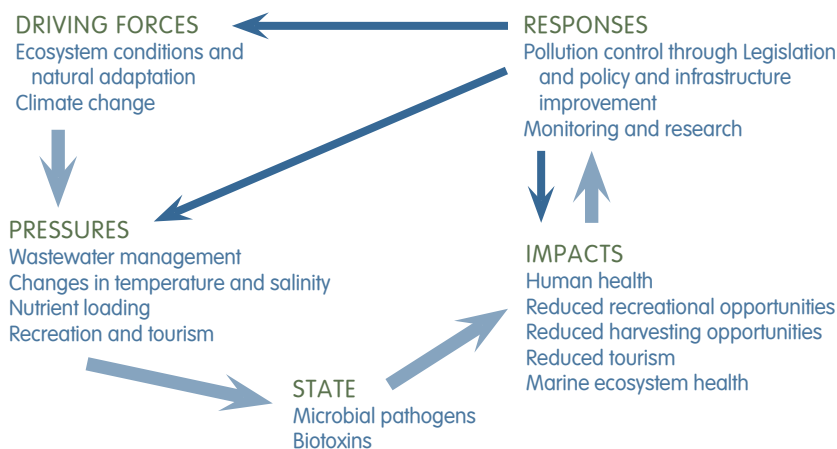 DRIVING FORCES
Ecosystem conditions and
natural adaptation
Climate change
RESPONSES
Pollution control through Legislation
and policy and infrastructure
improvement
Monitoring and research
PRESSURES
Wastewater management
Changes in temperature and salinity
Nutrient loading
Recreation and tourism
IMPACTS
Human health
Reduced recreational opportunities
Reduced harvesting opportunities
Reduced tourism
Marine ecosystem health
STATE
Microbial pathogens
Biotoxins